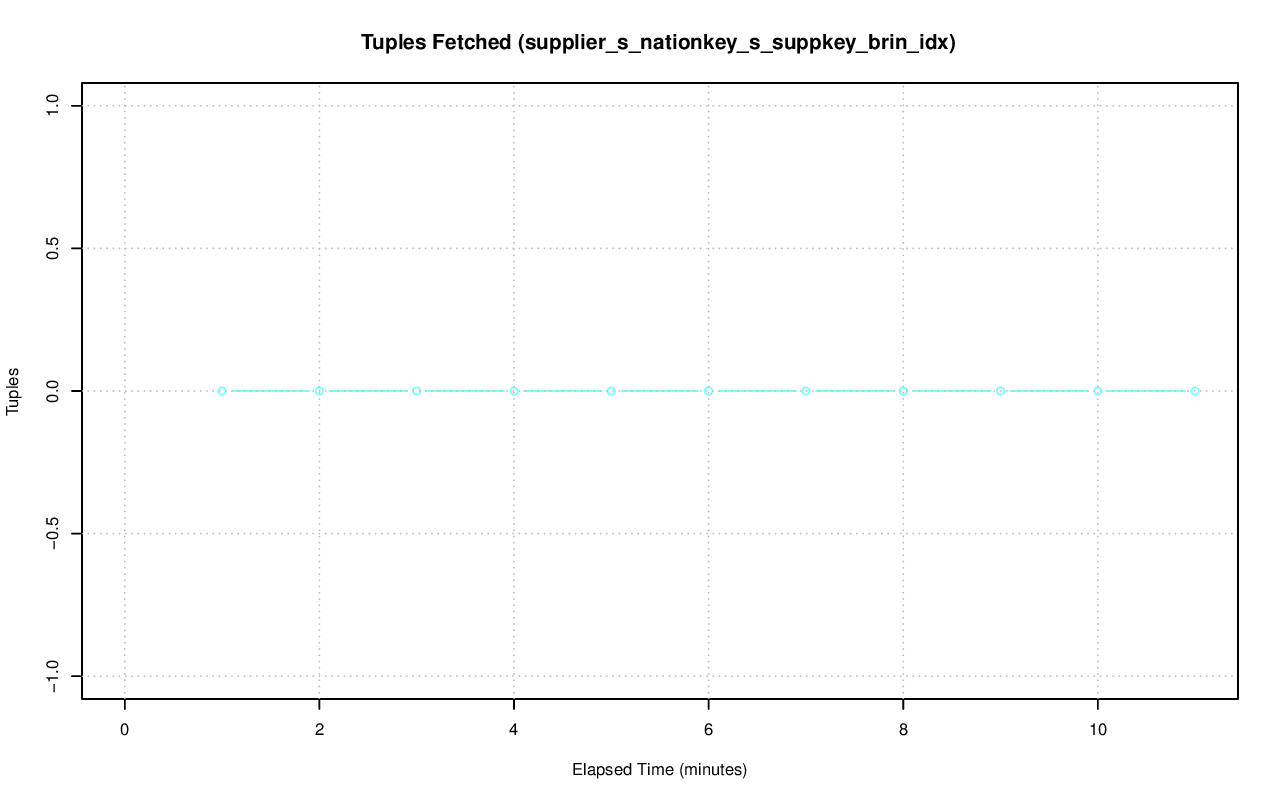 Tuples Fetched (supplier_s_nationkey_s_suppkey_brin_idx)
1.0
0.5
0.0
−0.5
−1.0
Tuples
0 2 4 6 8 10
Elapsed Time (minutes)